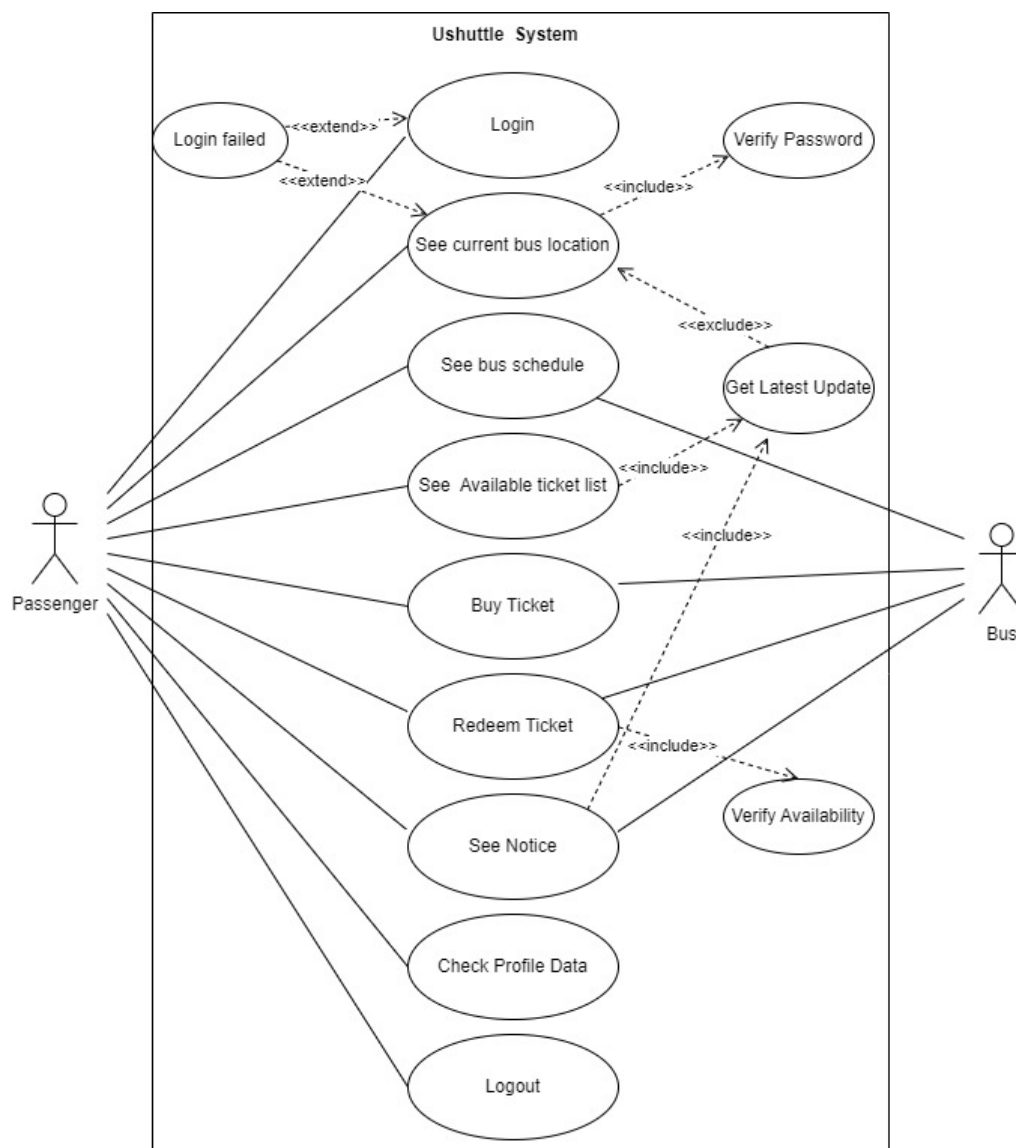 Ushuttle System
Login
Login failed
<<extend>>
Verify Password
<<extend>>
<<include>>
See current bus location
<<exclude>>
See bus schedule
Get Latest Update
<<include>>
See Available ticket list
<<include>>
Passenger
Buy Ticket
Bus
Redeem Ticket
<<include>>
Verify Availability
See Notice
Check Profile Data
Logout